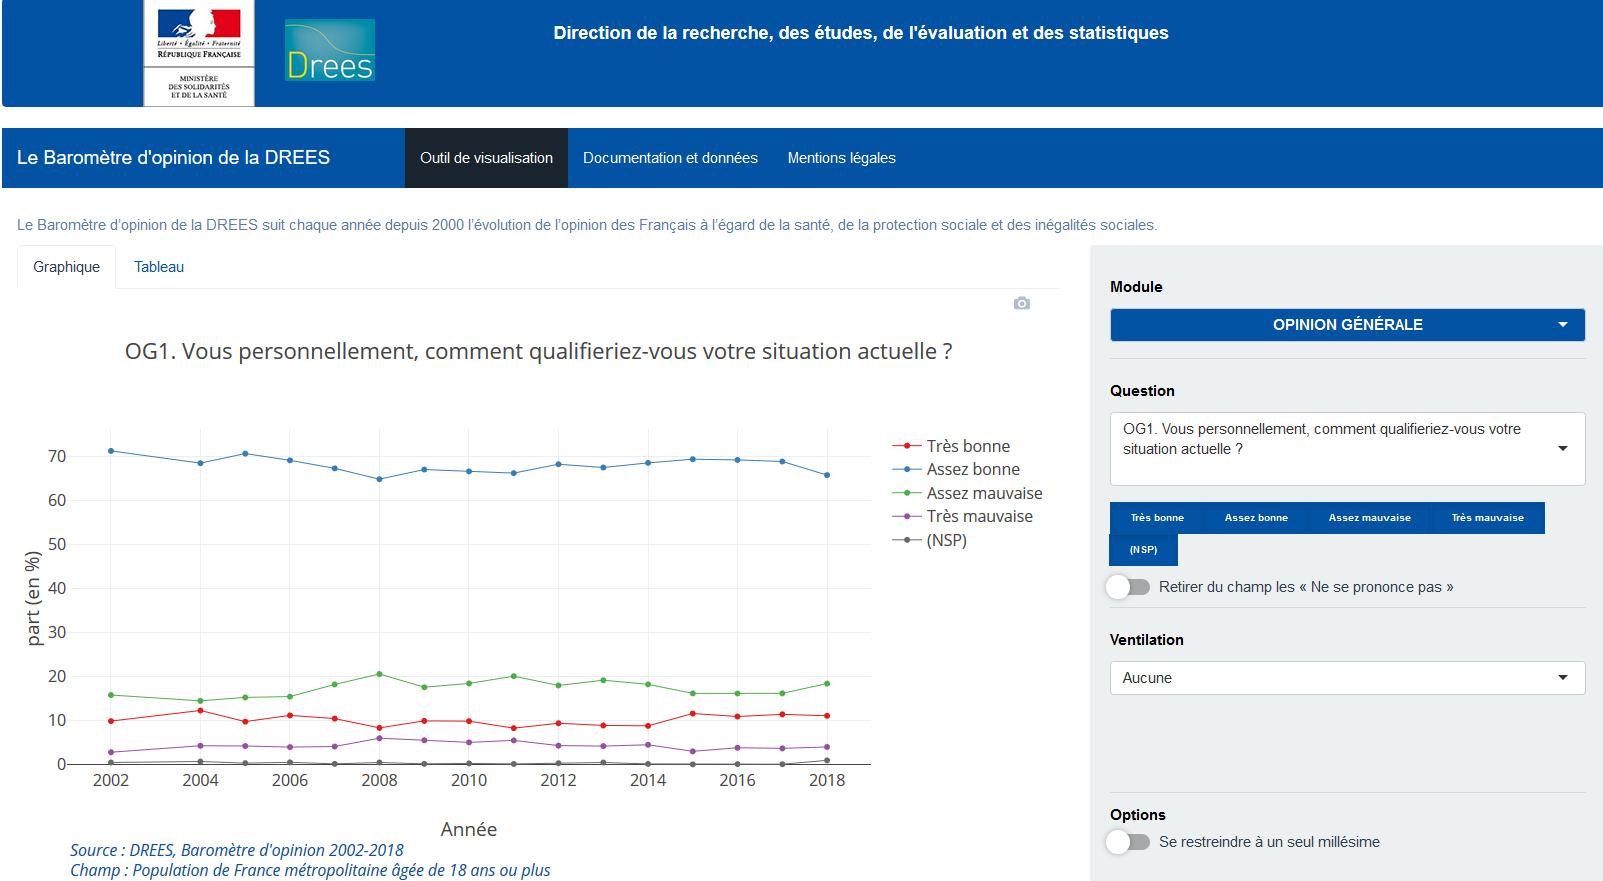 Liberté • Égalité • Fraternité
RÉPUBLIQUE FRANÇAISE
MINISTÈRE
DES SOLIDARITÉS
ET DE LA SANTÉ
Drees
Direction de la recherche, des études, de l'évaluation et des statistiques
Le Baromètre d'opinion de la DREES
Outil de visualisation
Documentation et données
Mentions légales
Le Baromètre d’opinion de la DREES suit chaque année depuis 2000 l’évolution de l’opinion des Français à l’égard de la santé, de la protection sociale et des inégalités sociales.
Graphique
Tableau
OG1. Vous personnellement, comment qualifieriez-vous votre situation actuelle ?
70
60
50
40
30
20
10
0
part (en %)
2002 2004 2006 2008 2010 2012 2014 2016 2018
Année
Très bonne
Assez bonne
Assez mauvaise
Très mauvaise
(NSP)
Source : DREES, Baromètre d'opinion 2002-2018
Champ : Population de France métropolitaine âgée de 18 ans ou plus
Module
OPINION GÉNÉRALE
Question
OG1. Vous personnellement, comment qualifieriez-vous votre
situation actuelle ?
Très bonne Assez bonne Assez mauvaise Très mauvaise
(NSP)
Retirer du champ les « Ne se prononce pas »
Ventilation
Aucune
Options
Se restreindre à un seul millésime